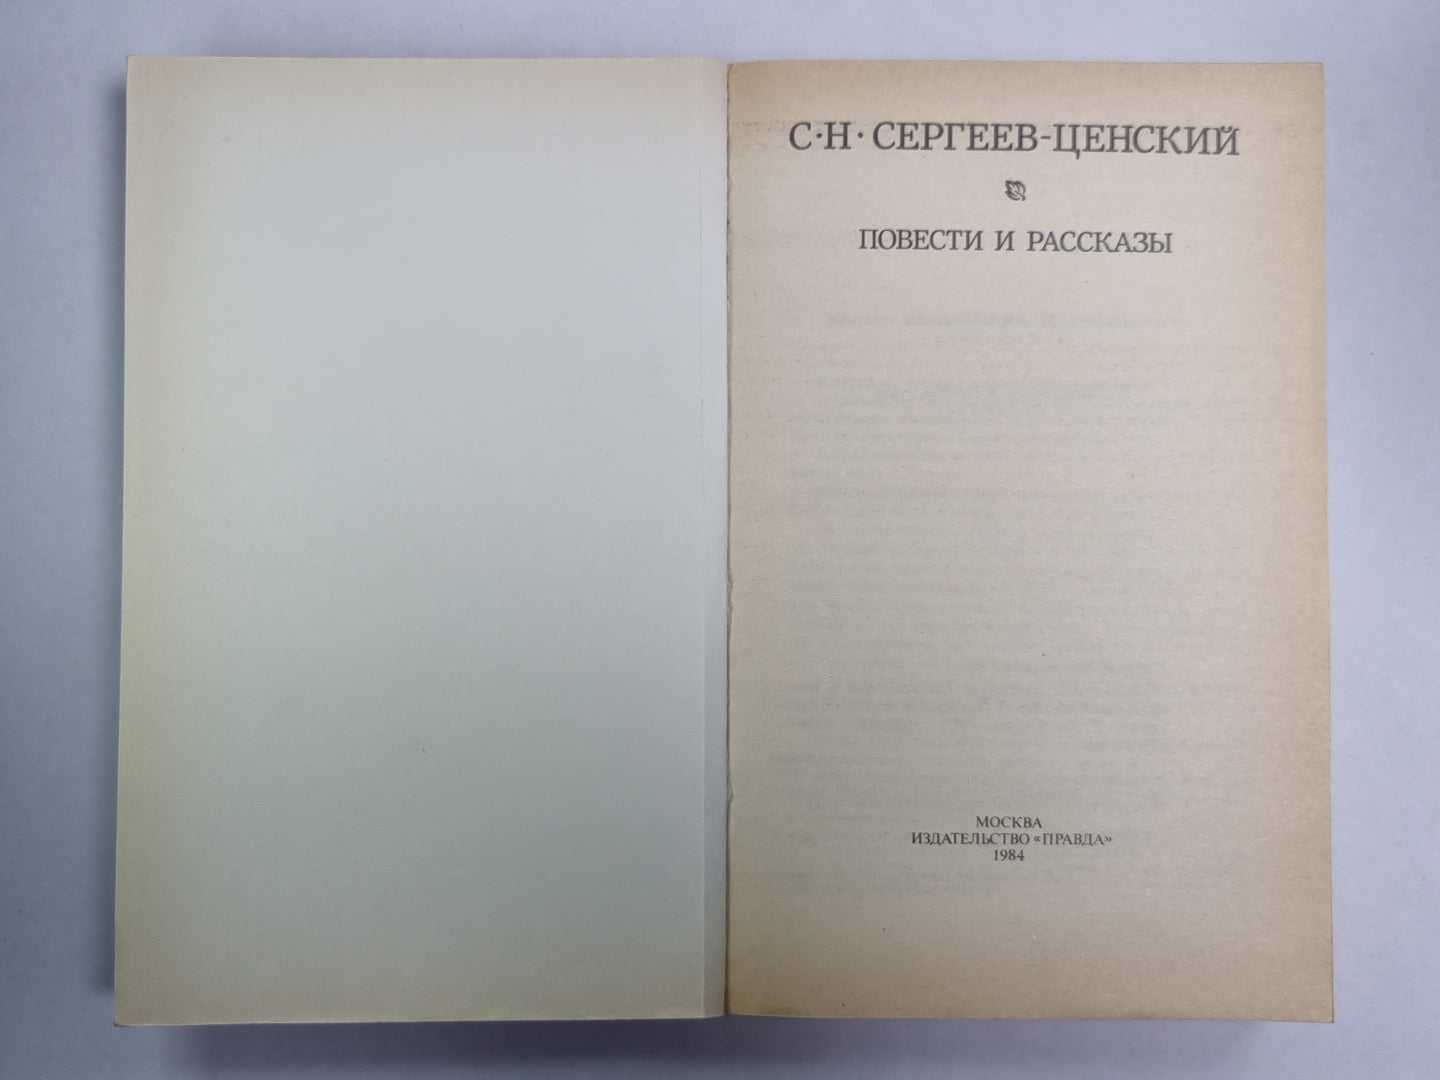 С·Н·СЕРГЕЕВ-ЦЕНСКИЙ
ПОВЕСТИ И РАССКАЗЫ
МОСКВА
ИЗДАТЕЛЬСТВО «ПРАВДА»
1984